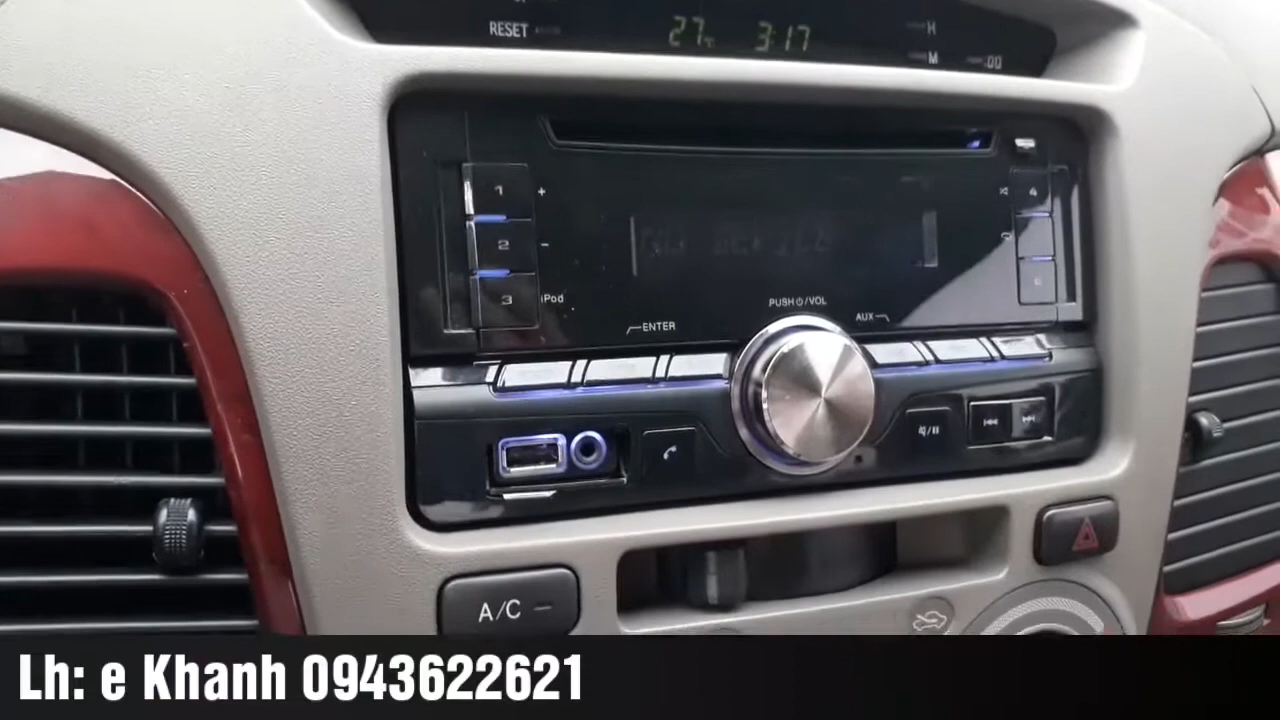 RESET
27°C 3:17
H
M
:00
1 +
2 -
3 iPod
4
PUSH/VOL
ENTER
AUX
A/C
Lh: e Khanh 0943622621